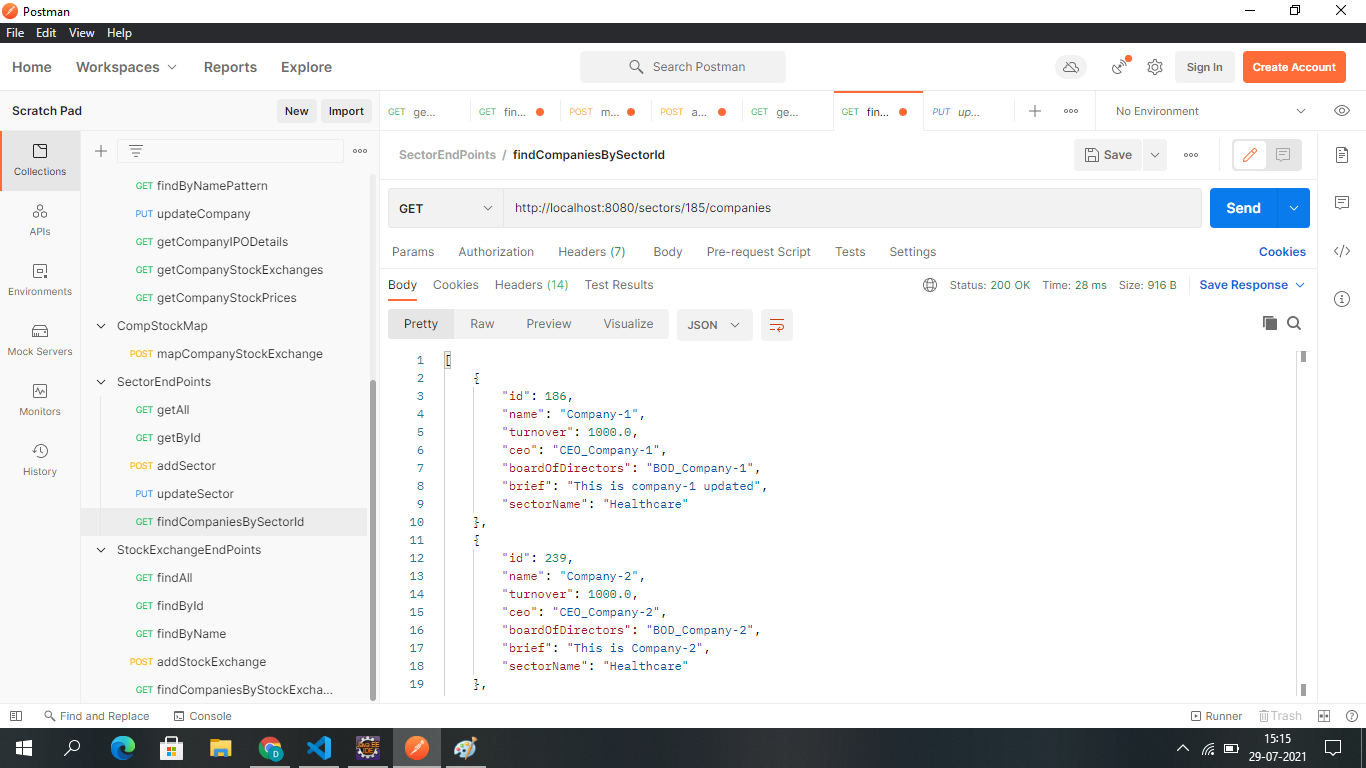 Postman
File Edit View Help
Home Workspaces Reports Explore Search Postman Sign In Create Account
Scratch Pad New Import
GET ge... GET fin... POST m... POST a... GET ge... GET fin... PUT up... No Environment
Collections
APIs
Environments
Mock Servers
Monitors
History
GET findByNamePattern
PUT updateCompany
GET getCompanyIPODetails
GET getCompanyStockExchanges
GET getCompanyStockPrices
CompStockMap
POST mapCompanyStockExchange
SectorEndPoints
GET getAll
GET getById
POST addSector
PUT updateSector
GET findCompaniesBySectorId
StockExchangeEndPoints
GET findAll
GET findById
GET findByName
POST addStockExchange
GET findCompaniesByStockExcha...
SectorEndPoints / findCompaniesBySectorId Save
GET http://localhost:8080/sectors/185/companies Send
Params Authorization Headers (7) Body Pre-request Script Tests Settings Cookies
Body Cookies Headers (14) Test Results Status: 200 OK Time: 28 ms Size: 916 B Save Response
Pretty Raw Preview Visualize JSON
1 [
2 {
3 "id": 186,
4 "name": "Company-1",
5 "turnover": 1000.0,
6 "ceo": "CEO_Company-1",
7 "boardOfDirectors": "BOD_Company-1",
8 "brief": "This is company-1 updated",
9 "sectorName": "Healthcare"
10 },
11 {
12 "id": 239,
13 "name": "Company-2",
14 "turnover": 1000.0,
15 "ceo": "CEO_Company-2",
16 "boardOfDirectors": "BOD_Company-2",
17 "brief": "This is Company-2",
18 "sectorName": "Healthcare"
19 },
Find and Replace Console Runner Trash
15:15
29-07-2021